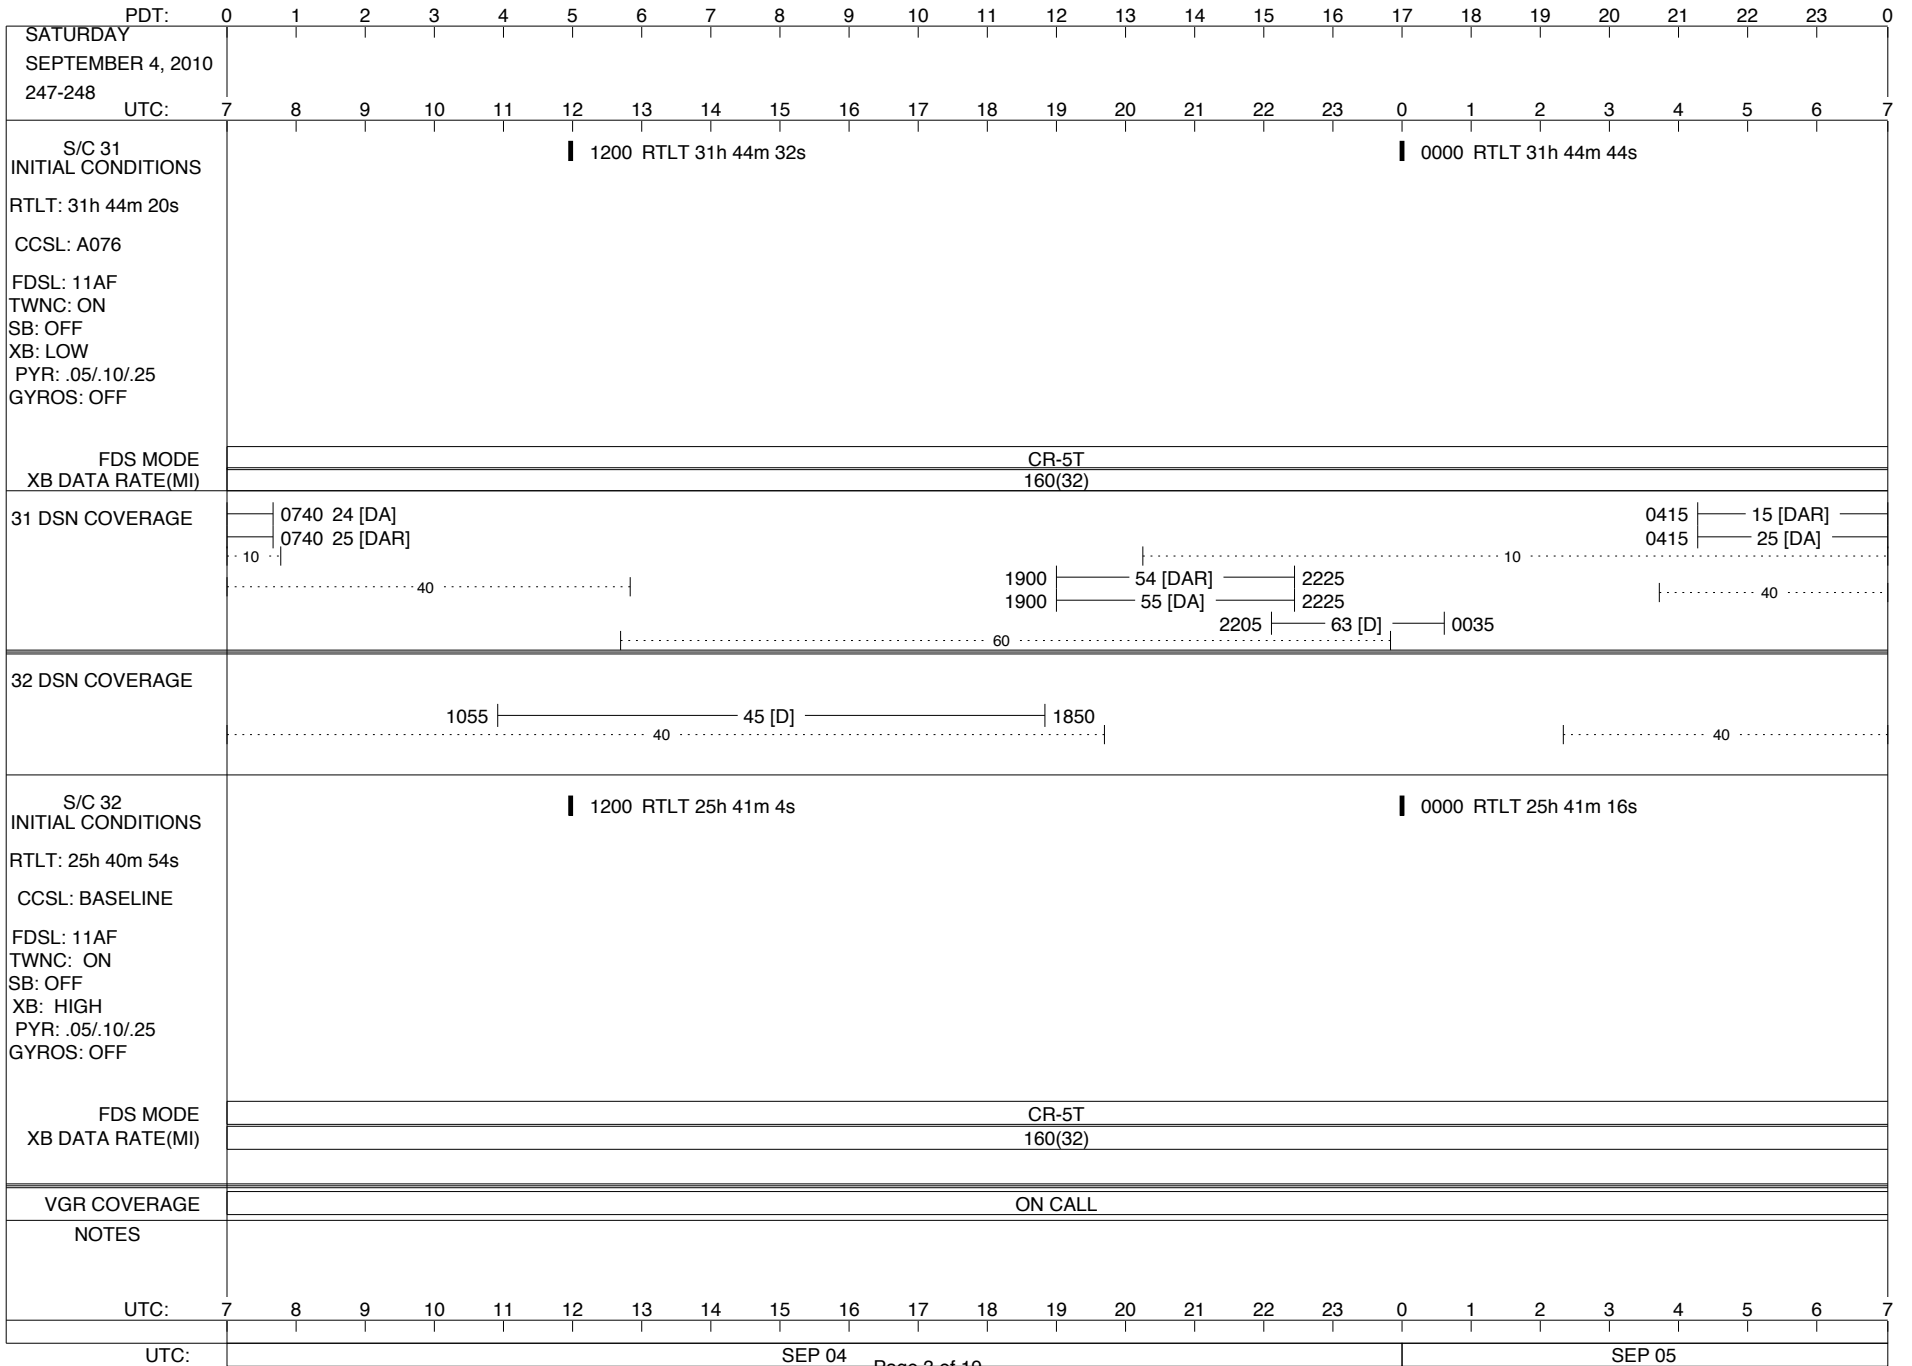 PDT: 0 1 2 3 4 5 6 7 8 9 10 11 12 13 14 15 16 17 18 19 20 21 22 23 0
SATURDAY
SEPTEMBER 4, 2010
247-248
UTC: 7 8 9 10 11 12 13 14 15 16 17 18 19 20 21 22 23 0 1 2 3 4 5 6 7
S/C 31
INITIAL CONDITIONS
1200 RTLT 31h 44m 32s
0000 RTLT 31h 44m 44s
RTLT: 31h 44m 20s
CCSL: A076
FDSL: 11AF
TWNC: ON
SB: OFF
XB: LOW
PYR: .05/.10/.25
GYROS: OFF
FDS MODE CR-5T
XB DATA RATE(MI) 160(32)
31 DSN COVERAGE
0740 24 [DA]
0415 15 [DAR]
0740 25 [DAR]
0415 25 [DA]
10
10
1900 54 [DAR] 2225
40
40
1900 55 [DA] 2225
2205 63 [D] 0035
60
32 DSN COVERAGE
1055 45 [D] 1850
40
40
S/C 32
INITIAL CONDITIONS
1200 RTLT 25h 41m 4s
0000 RTLT 25h 41m 16s
RTLT: 25h 40m 54s
CCSL: BASELINE
FDSL: 11AF
TWNC: ON
SB: OFF
XB: HIGH
PYR: .05/.10/.25
GYROS: OFF
FDS MODE CR-5T
XB DATA RATE(MI) 160(32)
VGR COVERAGE ON CALL
NOTES
UTC: 7 8 9 10 11 12 13 14 15 16 17 18 19 20 21 22 23 0 1 2 3 4 5 6 7
UTC: SEP 04 SEP 05